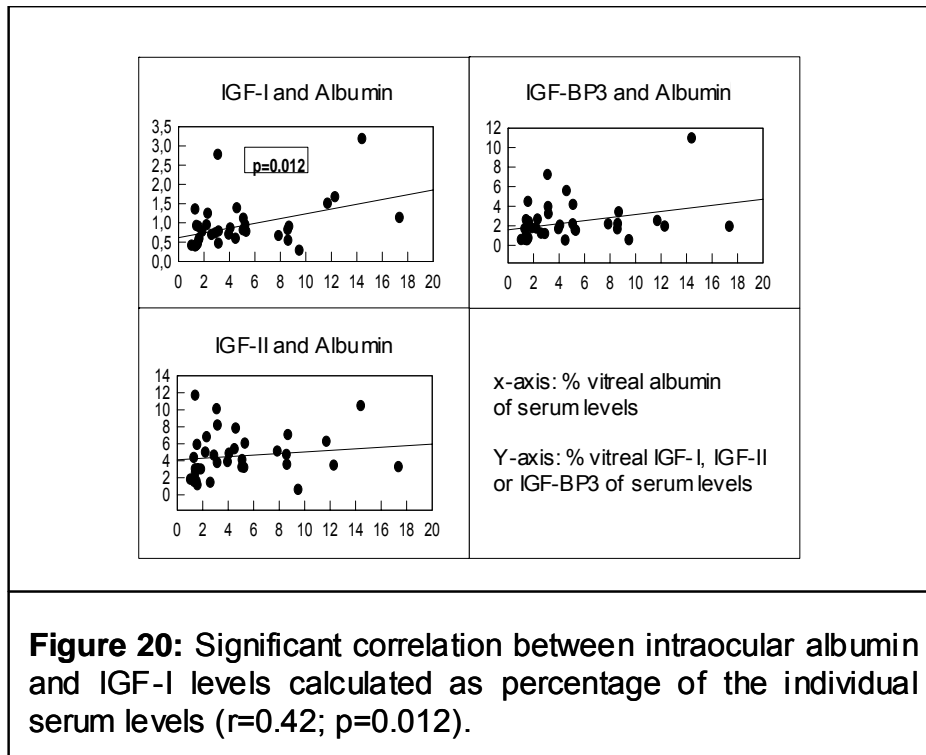 IGF-I and Albumin
3,5
3,0
2,5
2,0
1,5
1,0
0,5
0,0
p=0.012
0 2 4 6 8 10 12 14 16 18 20
IGF-BP3 and Albumin
12
10
8
6
4
2
0
0 2 4 6 8 10 12 14 16 18 20
IGF-II and Albumin
14
12
10
8
6
4
2
0
0 2 4 6 8 10 12 14 16 18 20
x-axis: % vitreal albumin
of serum levels
Y-axis: % vitreal IGF-I, IGF-II
or IGF-BP3 of serum levels
Figure 20: Significant correlation between intraocular albumin
and IGF-I levels calculated as percentage of the individual
serum levels (r=0.42; p=0.012).